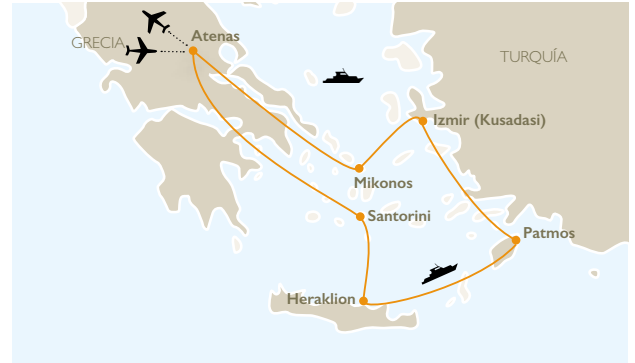 Atenas
GRECIA
TURQUÍA
Izmir (Kusadasi)
Mikonos
Santorini
Patmos
Heraklion